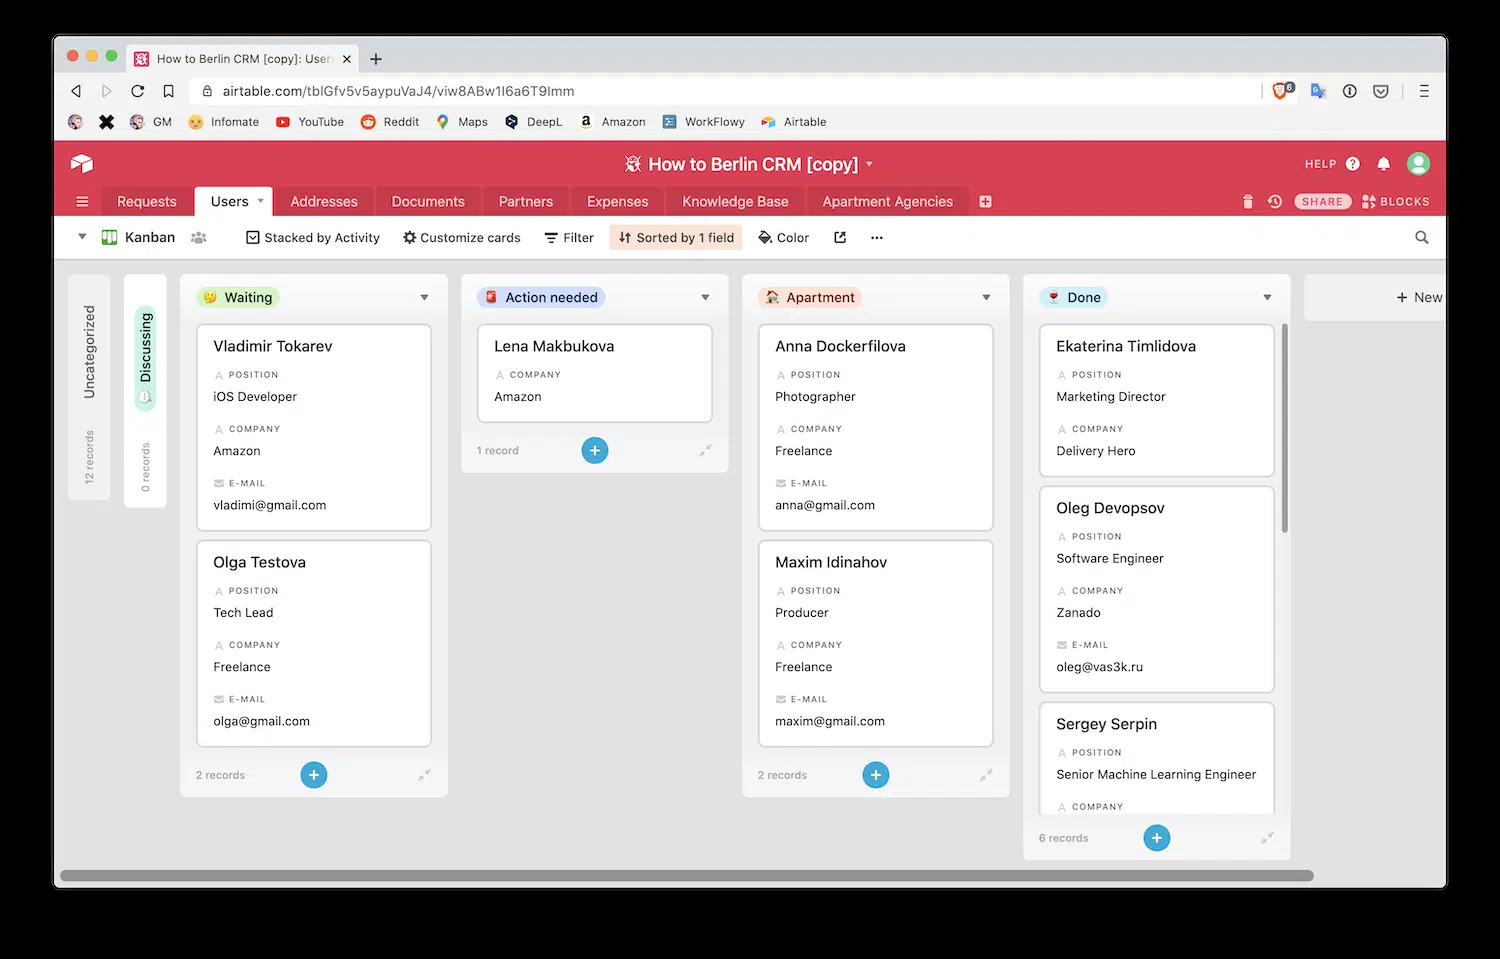 How to Berlin CRM [copy]: User
airtable.com/tblGfv5v5aypuVaJ4/viw8ABw1I6a6T9Imm
6
GM Infomate YouTube Reddit Maps DeepL Amazon WorkFlowy Airtable
How to Berlin CRM [copy]
HELP
Requests Users Addresses Documents Partners Expenses Knowledge Base Apartment Agencies
SHARE BLOCKS
Kanban Stacked by Activity Customize cards Filter Sorted by 1 field Color
Uncategorized
12 records
Discussing
0 records
Waiting
Vladimir Tokarev
POSITION
iOS Developer
COMPANY
Amazon
E-MAIL
vladimi@gmail.com
Olga Testova
POSITION
Tech Lead
COMPANY
Freelance
E-MAIL
olga@gmail.com
2 records
Action needed
Lena Makbukova
COMPANY
Amazon
1 record
Apartment
Anna Dockerfilova
POSITION
Photographer
COMPANY
Freelance
E-MAIL
anna@gmail.com
Maxim Idinahov
POSITION
Producer
COMPANY
Freelance
E-MAIL
maxim@gmail.com
2 records
Done
Ekaterina Timlidova
POSITION
Marketing Director
COMPANY
Delivery Hero
Oleg Devopsov
POSITION
Software Engineer
COMPANY
Zanado
E-MAIL
oleg@vas3k.ru
Sergey Serpin
POSITION
Senior Machine Learning Engineer
COMPANY
6 records
+ New